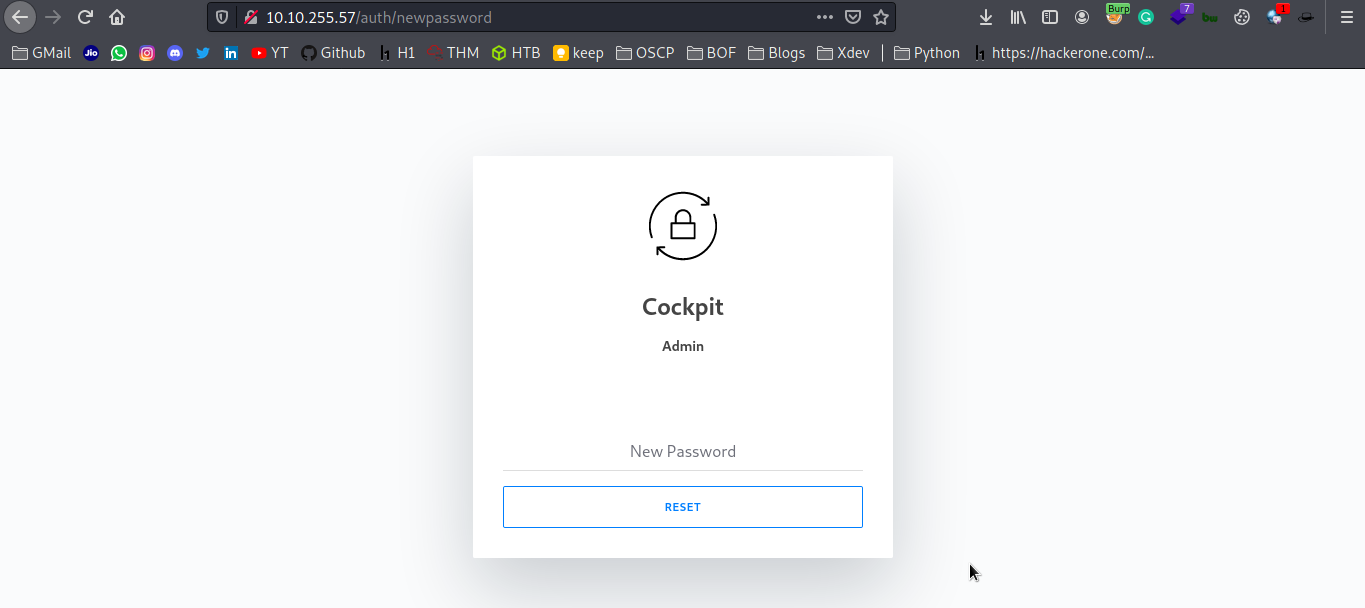 10.10.255.57/auth/newpassword
Burp
7
1
GMail Jio YT Github H1 THM HTB keep OSCP BOF Blogs Xdev Python https://hackerone.com/...
Cockpit
Admin
New Password
RESET